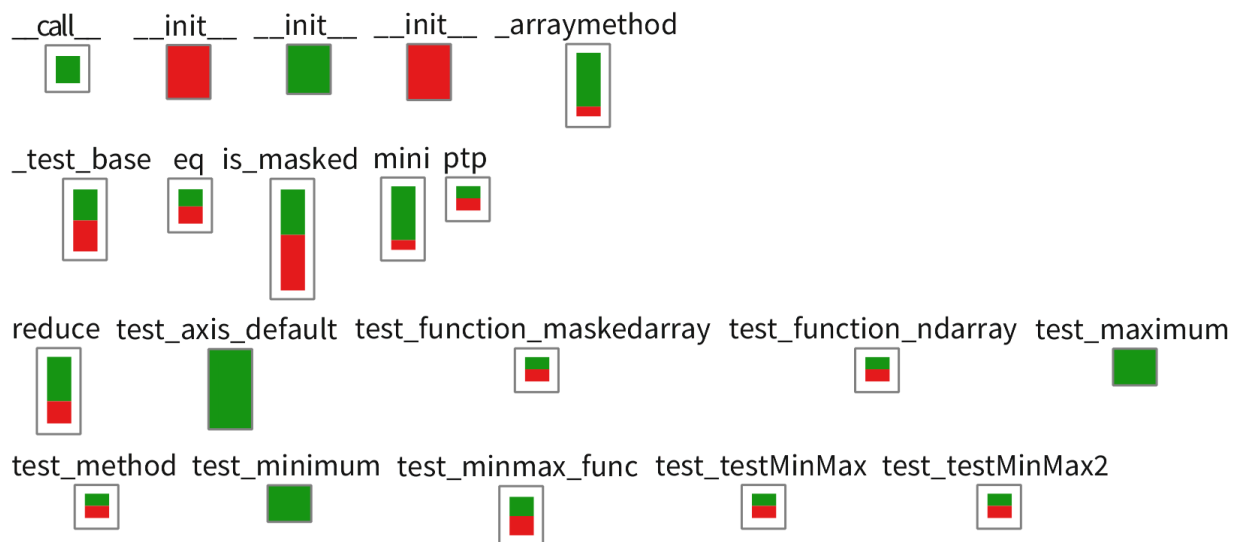 __call__ __init__ __init__ __init__ _arraymethod
_test_base eq is_masked mini ptp
reduce test_axis_default test_function_maskedarray test_function_ndarray test_maximum
test_method test_minimum test_minmax_func test_testMinMax test_testMinMax2